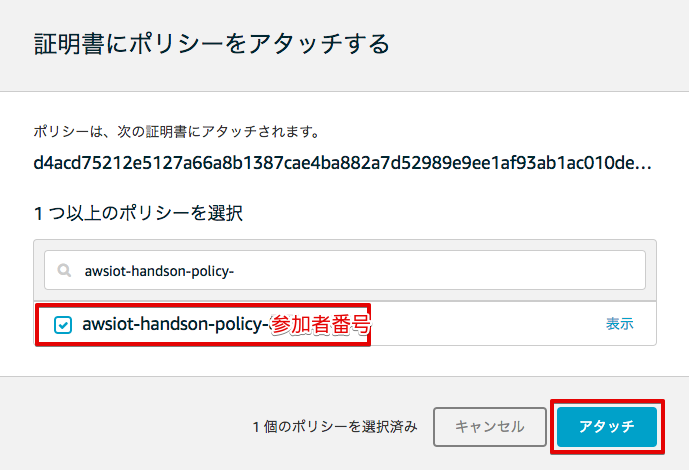 証明書にポリシーをアタッチする
ポリシーは、次の証明書にアタッチされます。
d4acd75212e5127a66a8b1387cae4ba882a7d52989e9ee1af93ab1ac010de...
1 つ以上のポリシーを選択
awsiot-handson-policy-
awsiot-handson-policy-参加者番号 表示
1 個のポリシーを選択済み キャンセル アタッチ